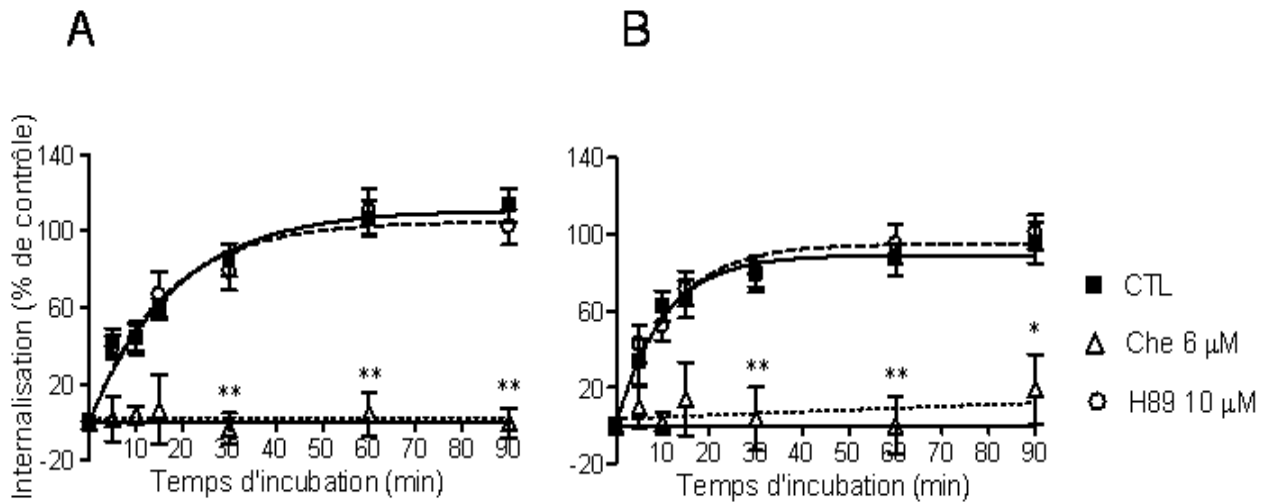 A
B
Internalisation (% de contrôle)
140
100
60
20
-20
** ** **
10 20 30 40 50 60 70 80 90
Temps d'incubation (min)
140
100
60
20
-20
** ** *
10 20 30 40 50 60 70 80 90
Temps d'incubation (min)
CTL
Che 6 μM
H89 10 μM